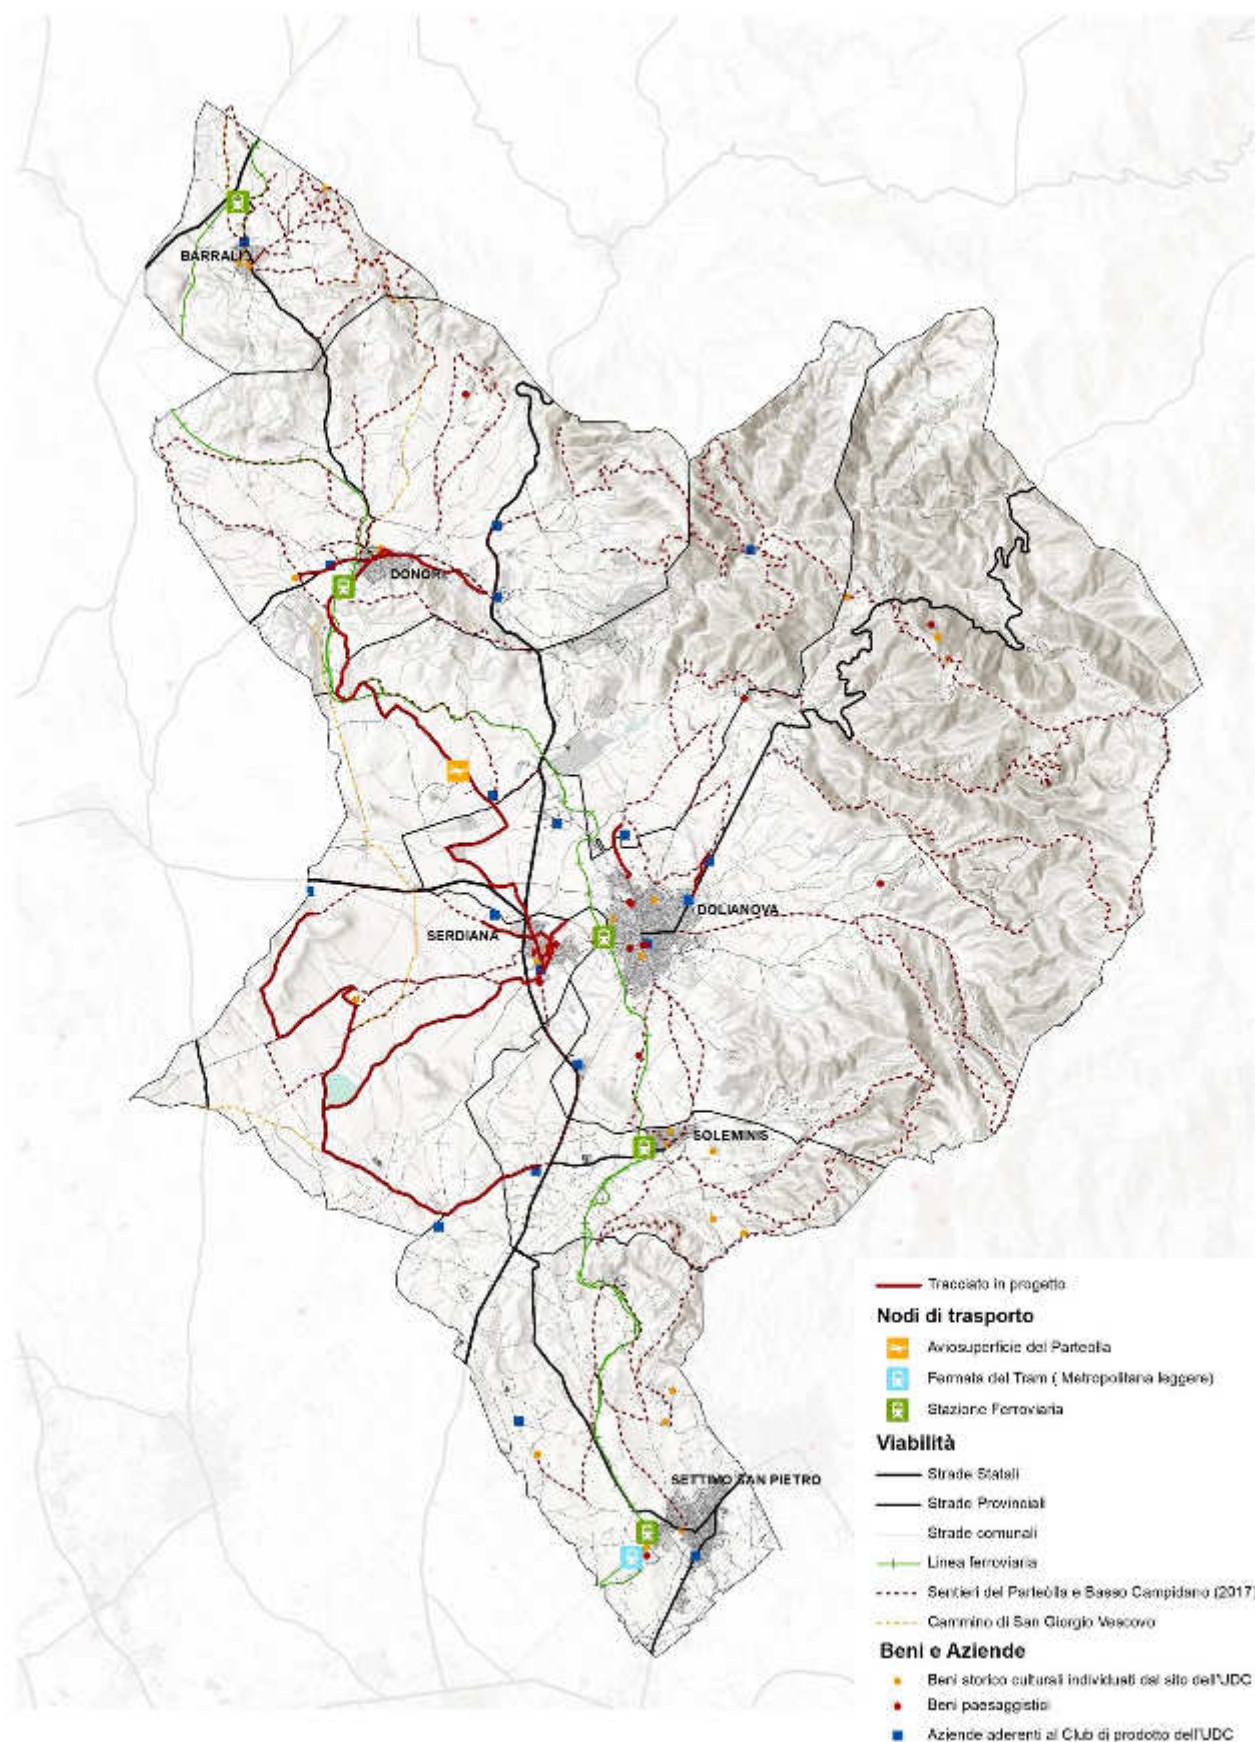 BARRALI
DONORI
DOLIANOVA
SERDIANA
SOLEMINIS
SETTIMO SAN PIETRO
Tracciato in progetto
Nodi di trasporto
Aviosuperficie del Parteolla
Fermata del Tram ( Metropolitana leggere)
Stazione Ferroviaria
Viabilità
Strade Statali
Strade Provinciali
Strade comunali
Linea ferroviaria
Sentieri del Parteòlla e Basso Campidano (2017)
Cammino di San Giorgio Vescovo
Beni e Aziende
Beni storico culturali individuati dal sito dell'UDC
Beni paesaggistici
Aziende aderenti al Club di prodotto dell'UDC